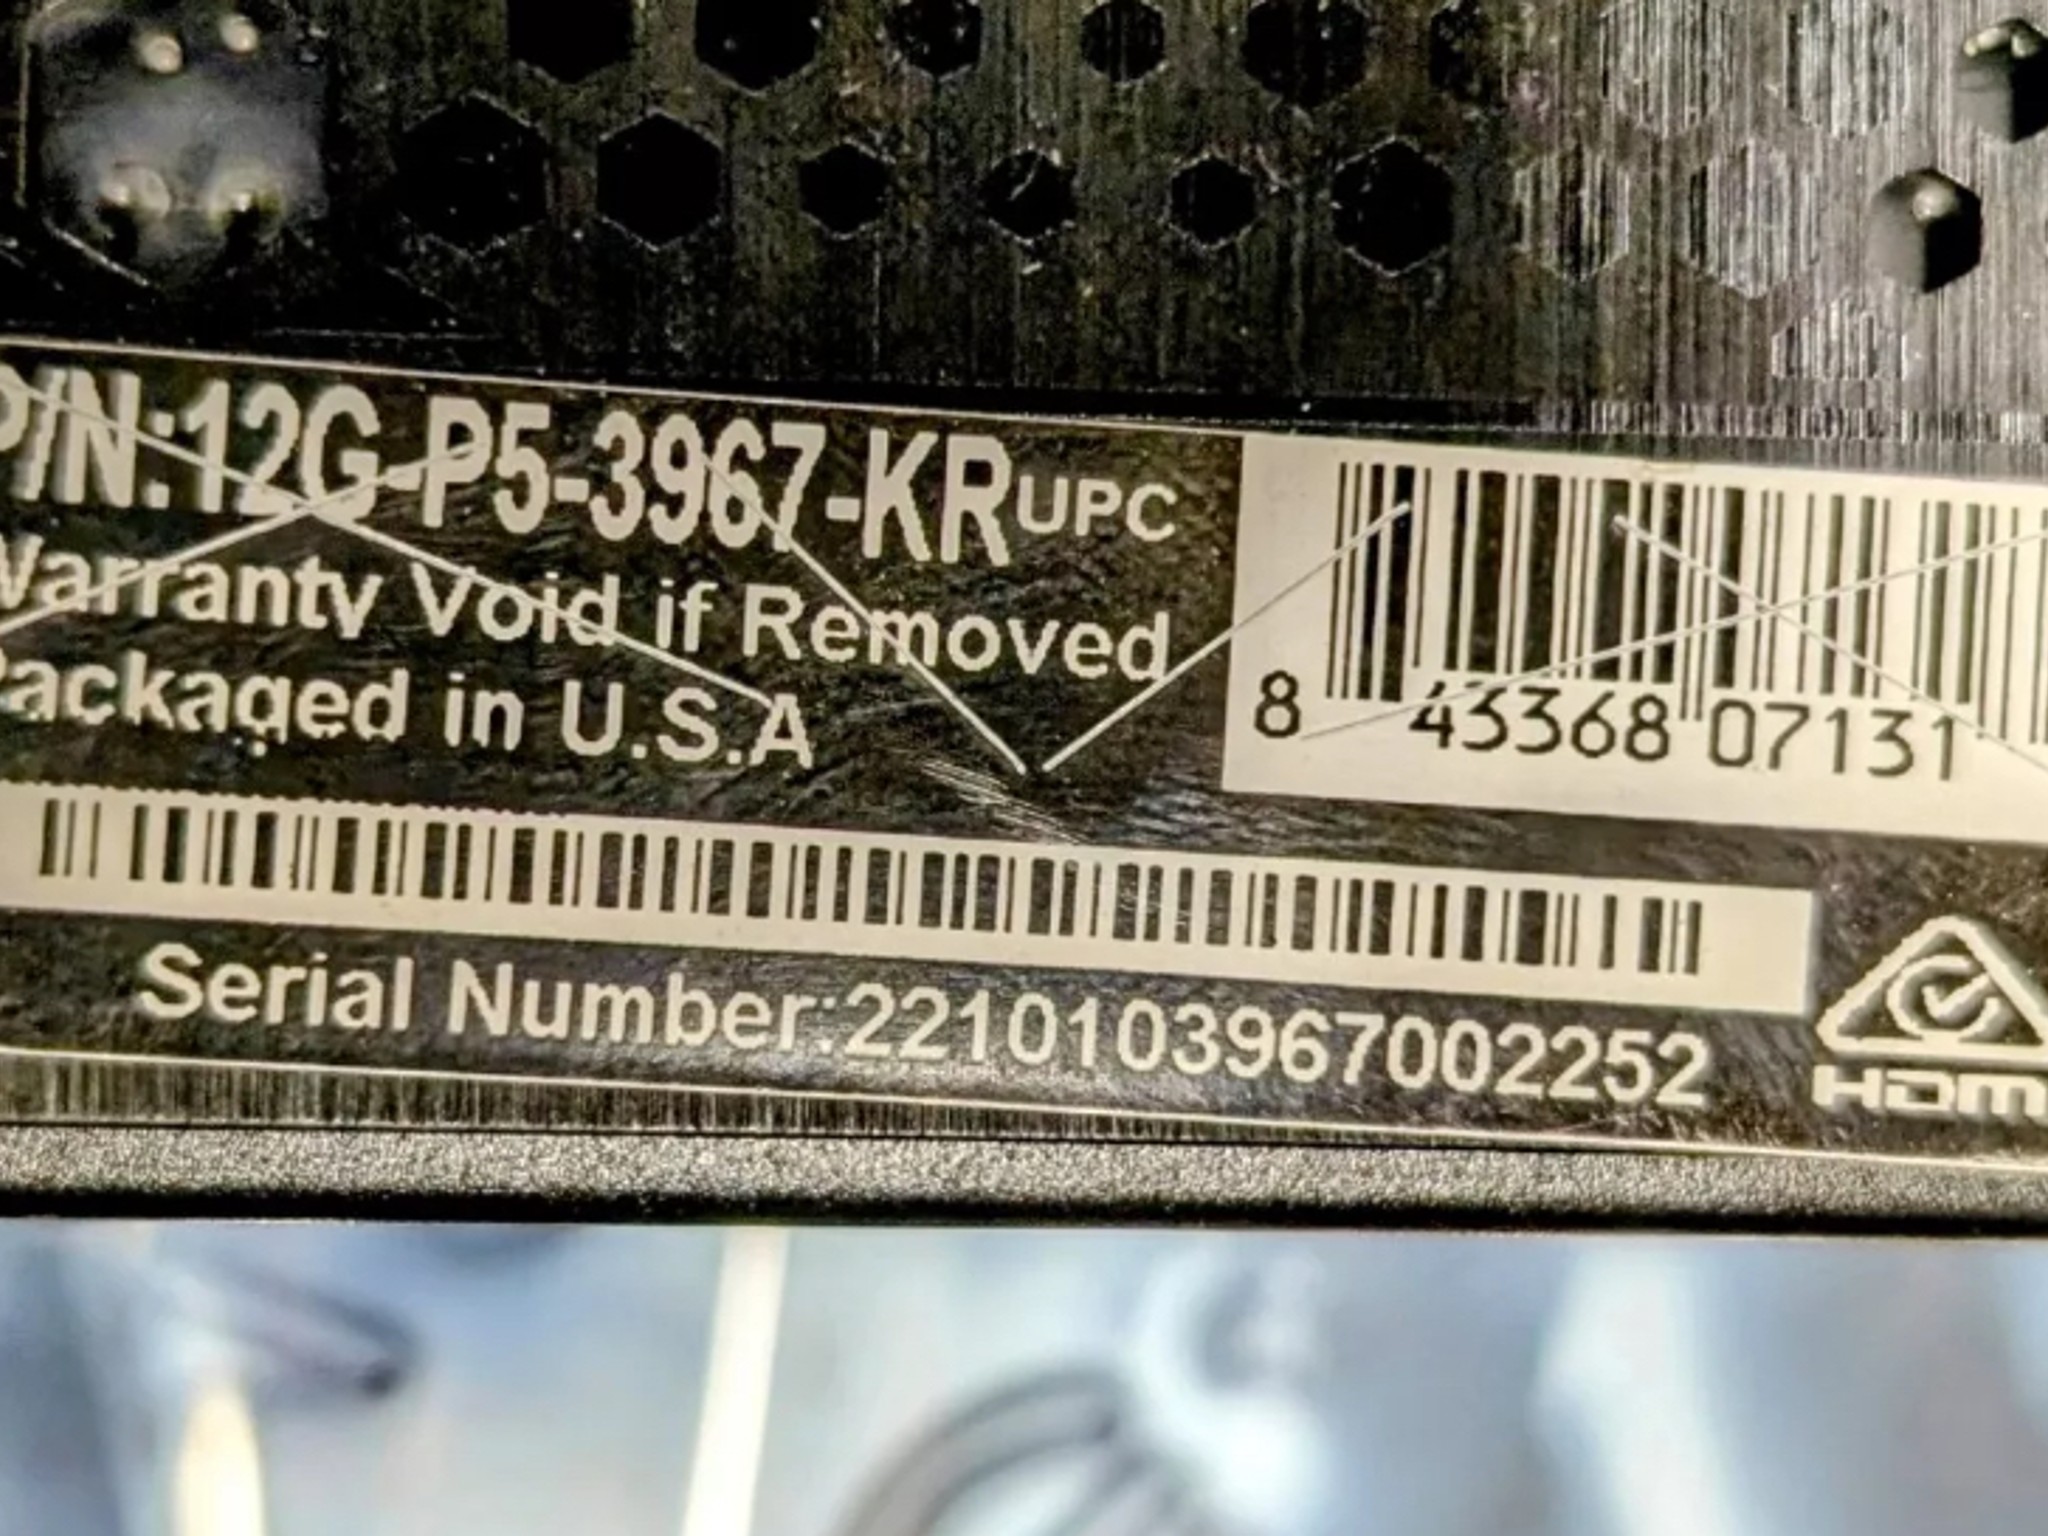 P/N:12G-P5-3967-KR UPC
Warranty Void if Removed
Packaged in U.S.A
8 43368 07131
Serial Number:2210103967002252
HDMI